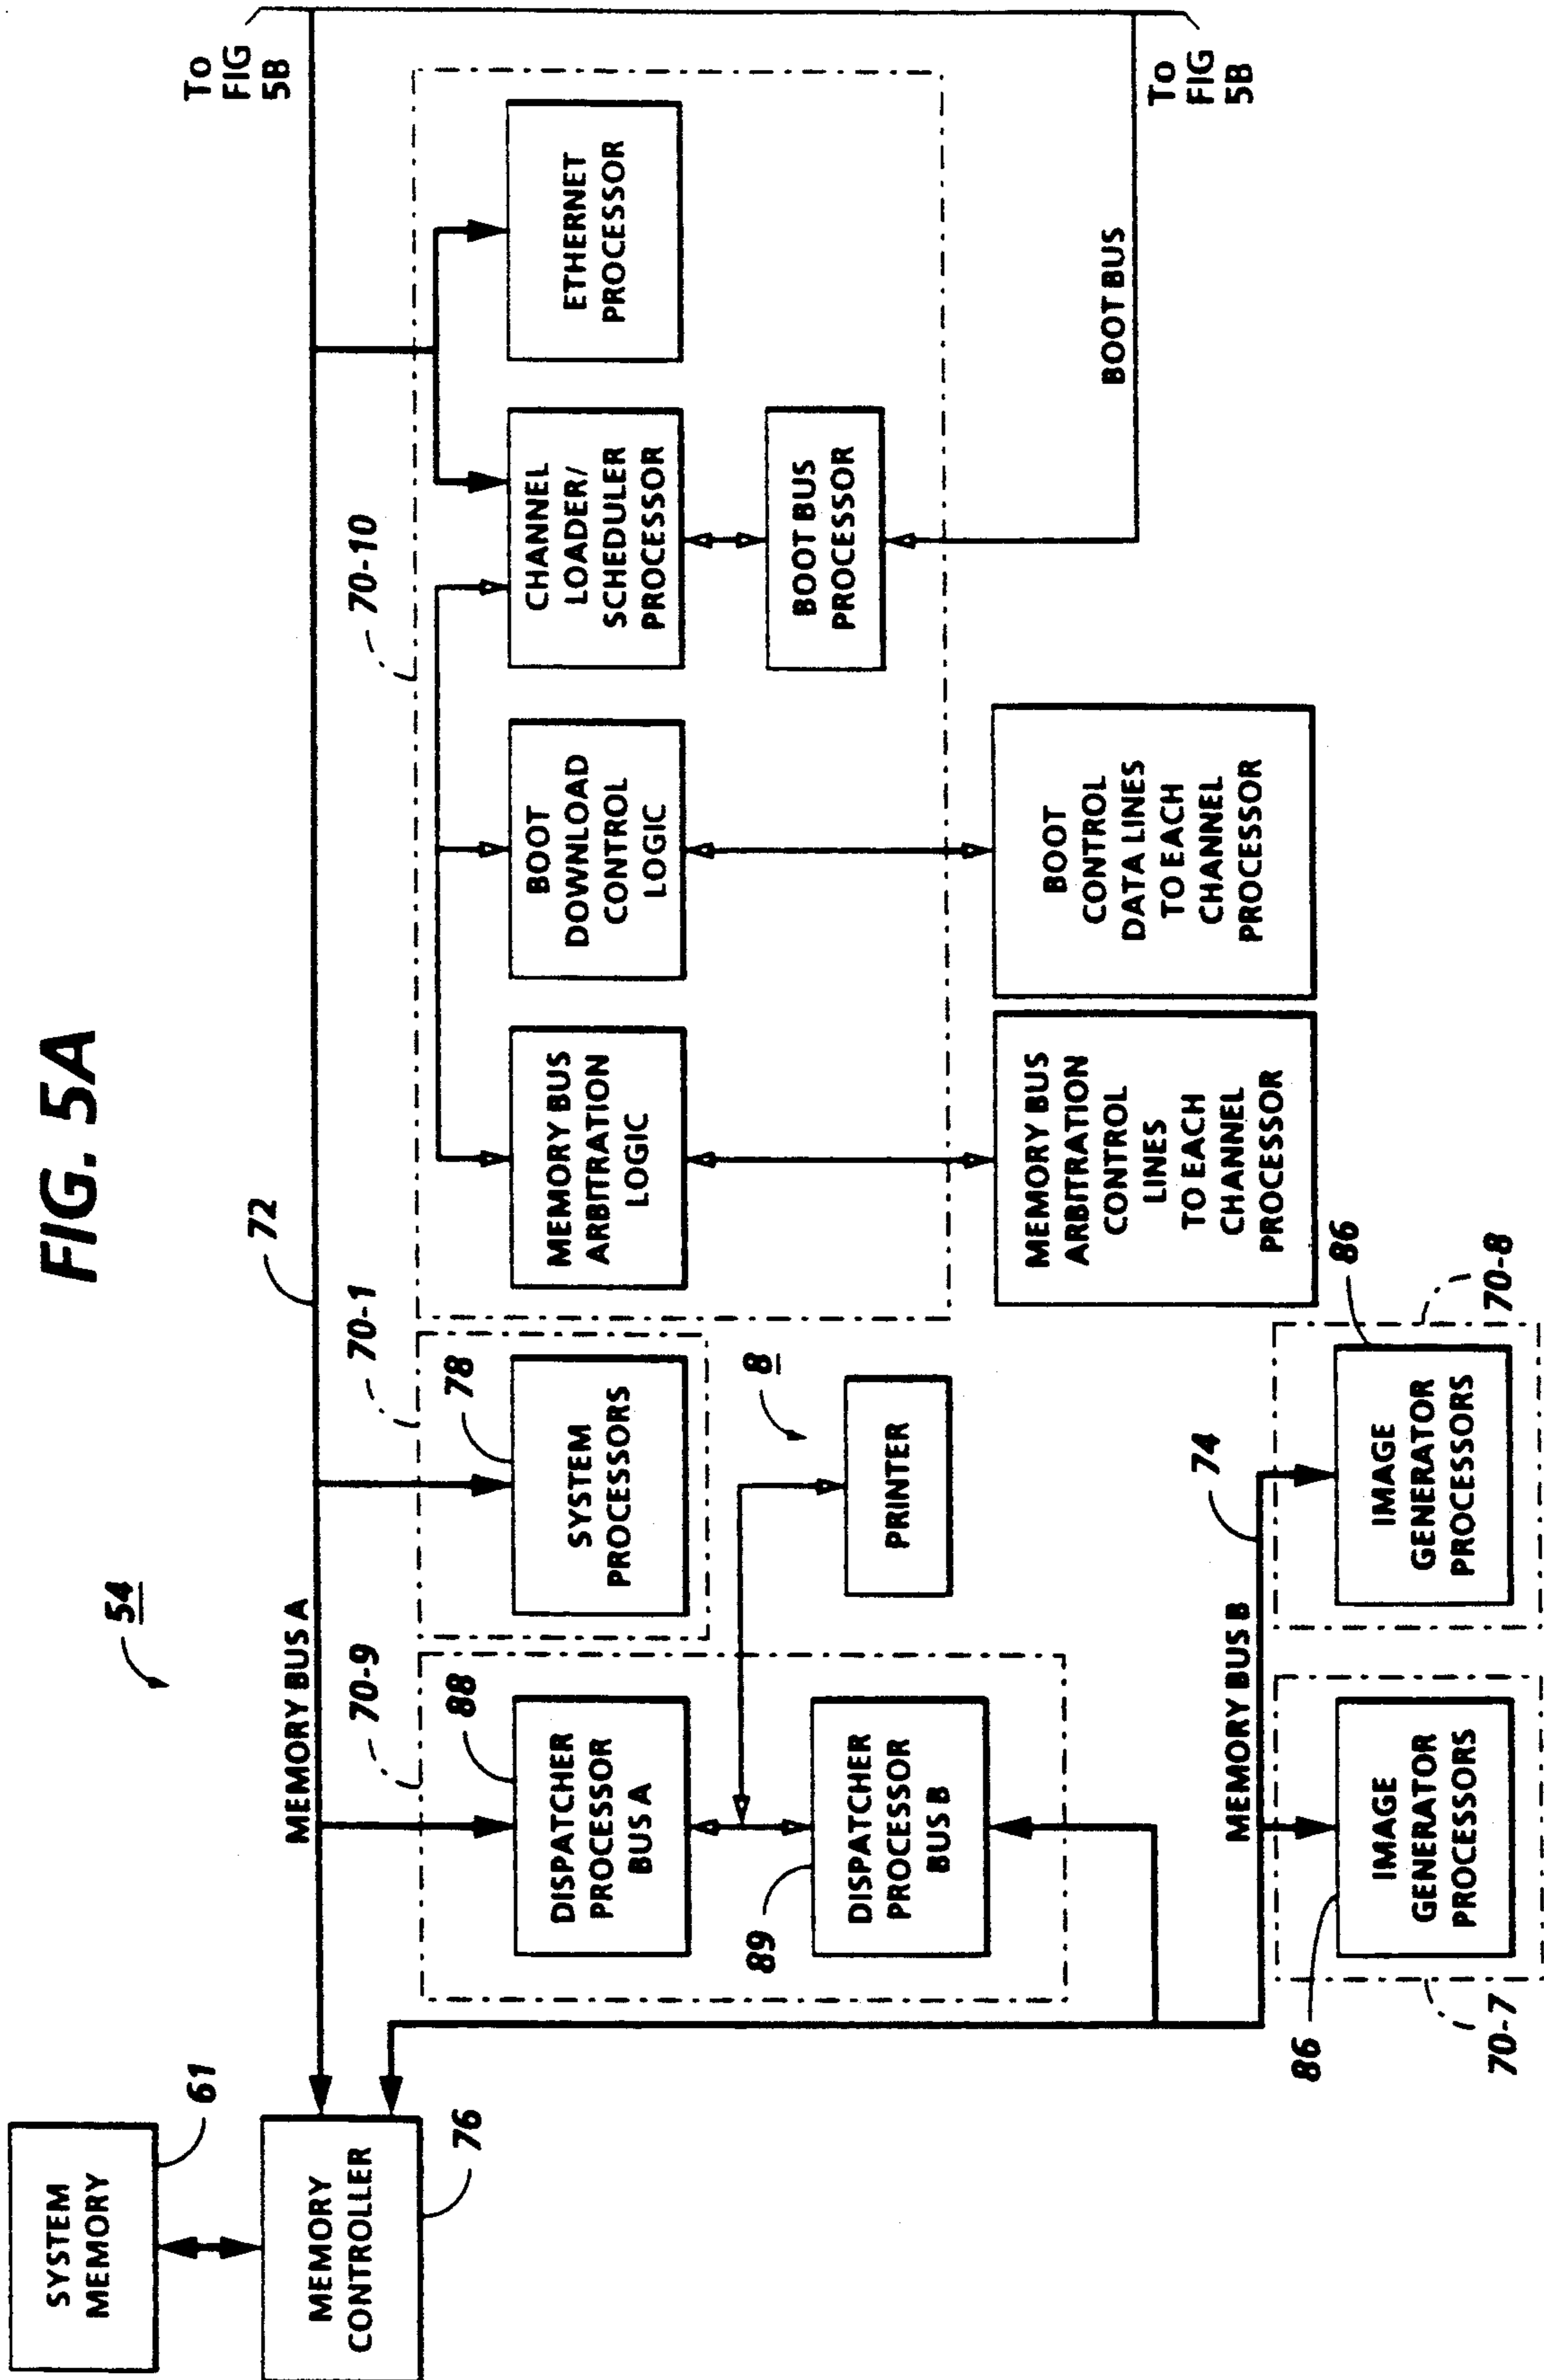 FIG. 5A
54
SYSTEM
MEMORY
61
MEMORY
CONTROLLER
76
MEMORY BUS A
72
To
FIG
5B
70-9
88
DISPATCHER
PROCESSOR
BUS A
89
DISPATCHER
PROCESSOR
BUS B
70-1
78
SYSTEM
PROCESSORS
8
PRINTER
70-10
MEMORY BUS
ARBITRATION
LOGIC
BOOT
DOWNLOAD
CONTROL
LOGIC
CHANNEL
LOADER/
SCHEDULER
PROCESSOR
ETHERNET
PROCESSOR
BOOT BUS
PROCESSOR
MEMORY BUS
ARBITRATION
CONTROL
LINES
TO EACH
CHANNEL
PROCESSOR
BOOT
CONTROL
DATA LINES
TO EACH
CHANNEL
PROCESSOR
BOOT BUS
To
FIG
5B
MEMORY BUS B
74
86
IMAGE
GENERATOR
PROCESSORS
70-7
86
IMAGE
GENERATOR
PROCESSORS
70-8